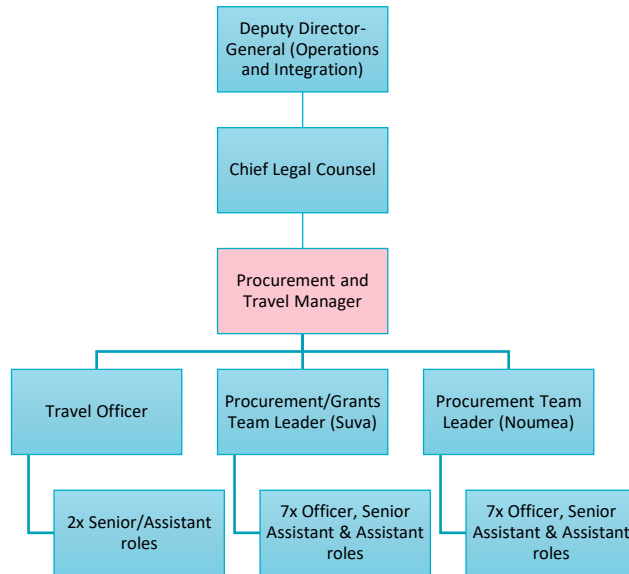 Deputy Director-
General (Operations
and Integration)
Chief Legal Counsel
Procurement and
Travel Manager
Travel Officer
Procurement/Grants
Team Leader (Suva)
Procurement Team
Leader (Noumea)
2x Senior/Assistant
roles
7x Officer, Senior
Assistant & Assistant
roles
7x Officer, Senior
Assistant & Assistant
roles